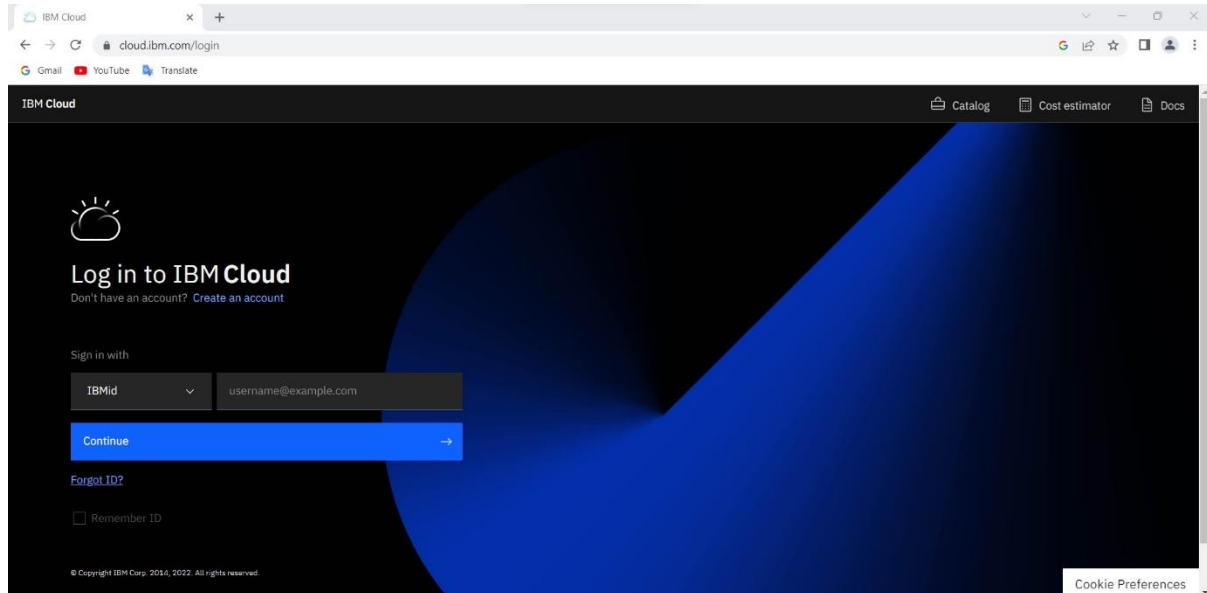 IBM Cloud
cloud.ibm.com/login
Gmail YouTube Translate
IBM Cloud Catalog Cost estimator Docs
Log in to IBM Cloud
Don't have an account? Create an account
Sign in with
IBMid username@example.com
Continue
Forgot ID?
Remember ID
© Copyright IBM Corp. 2014, 2022. All rights reserved.
Cookie Preferences